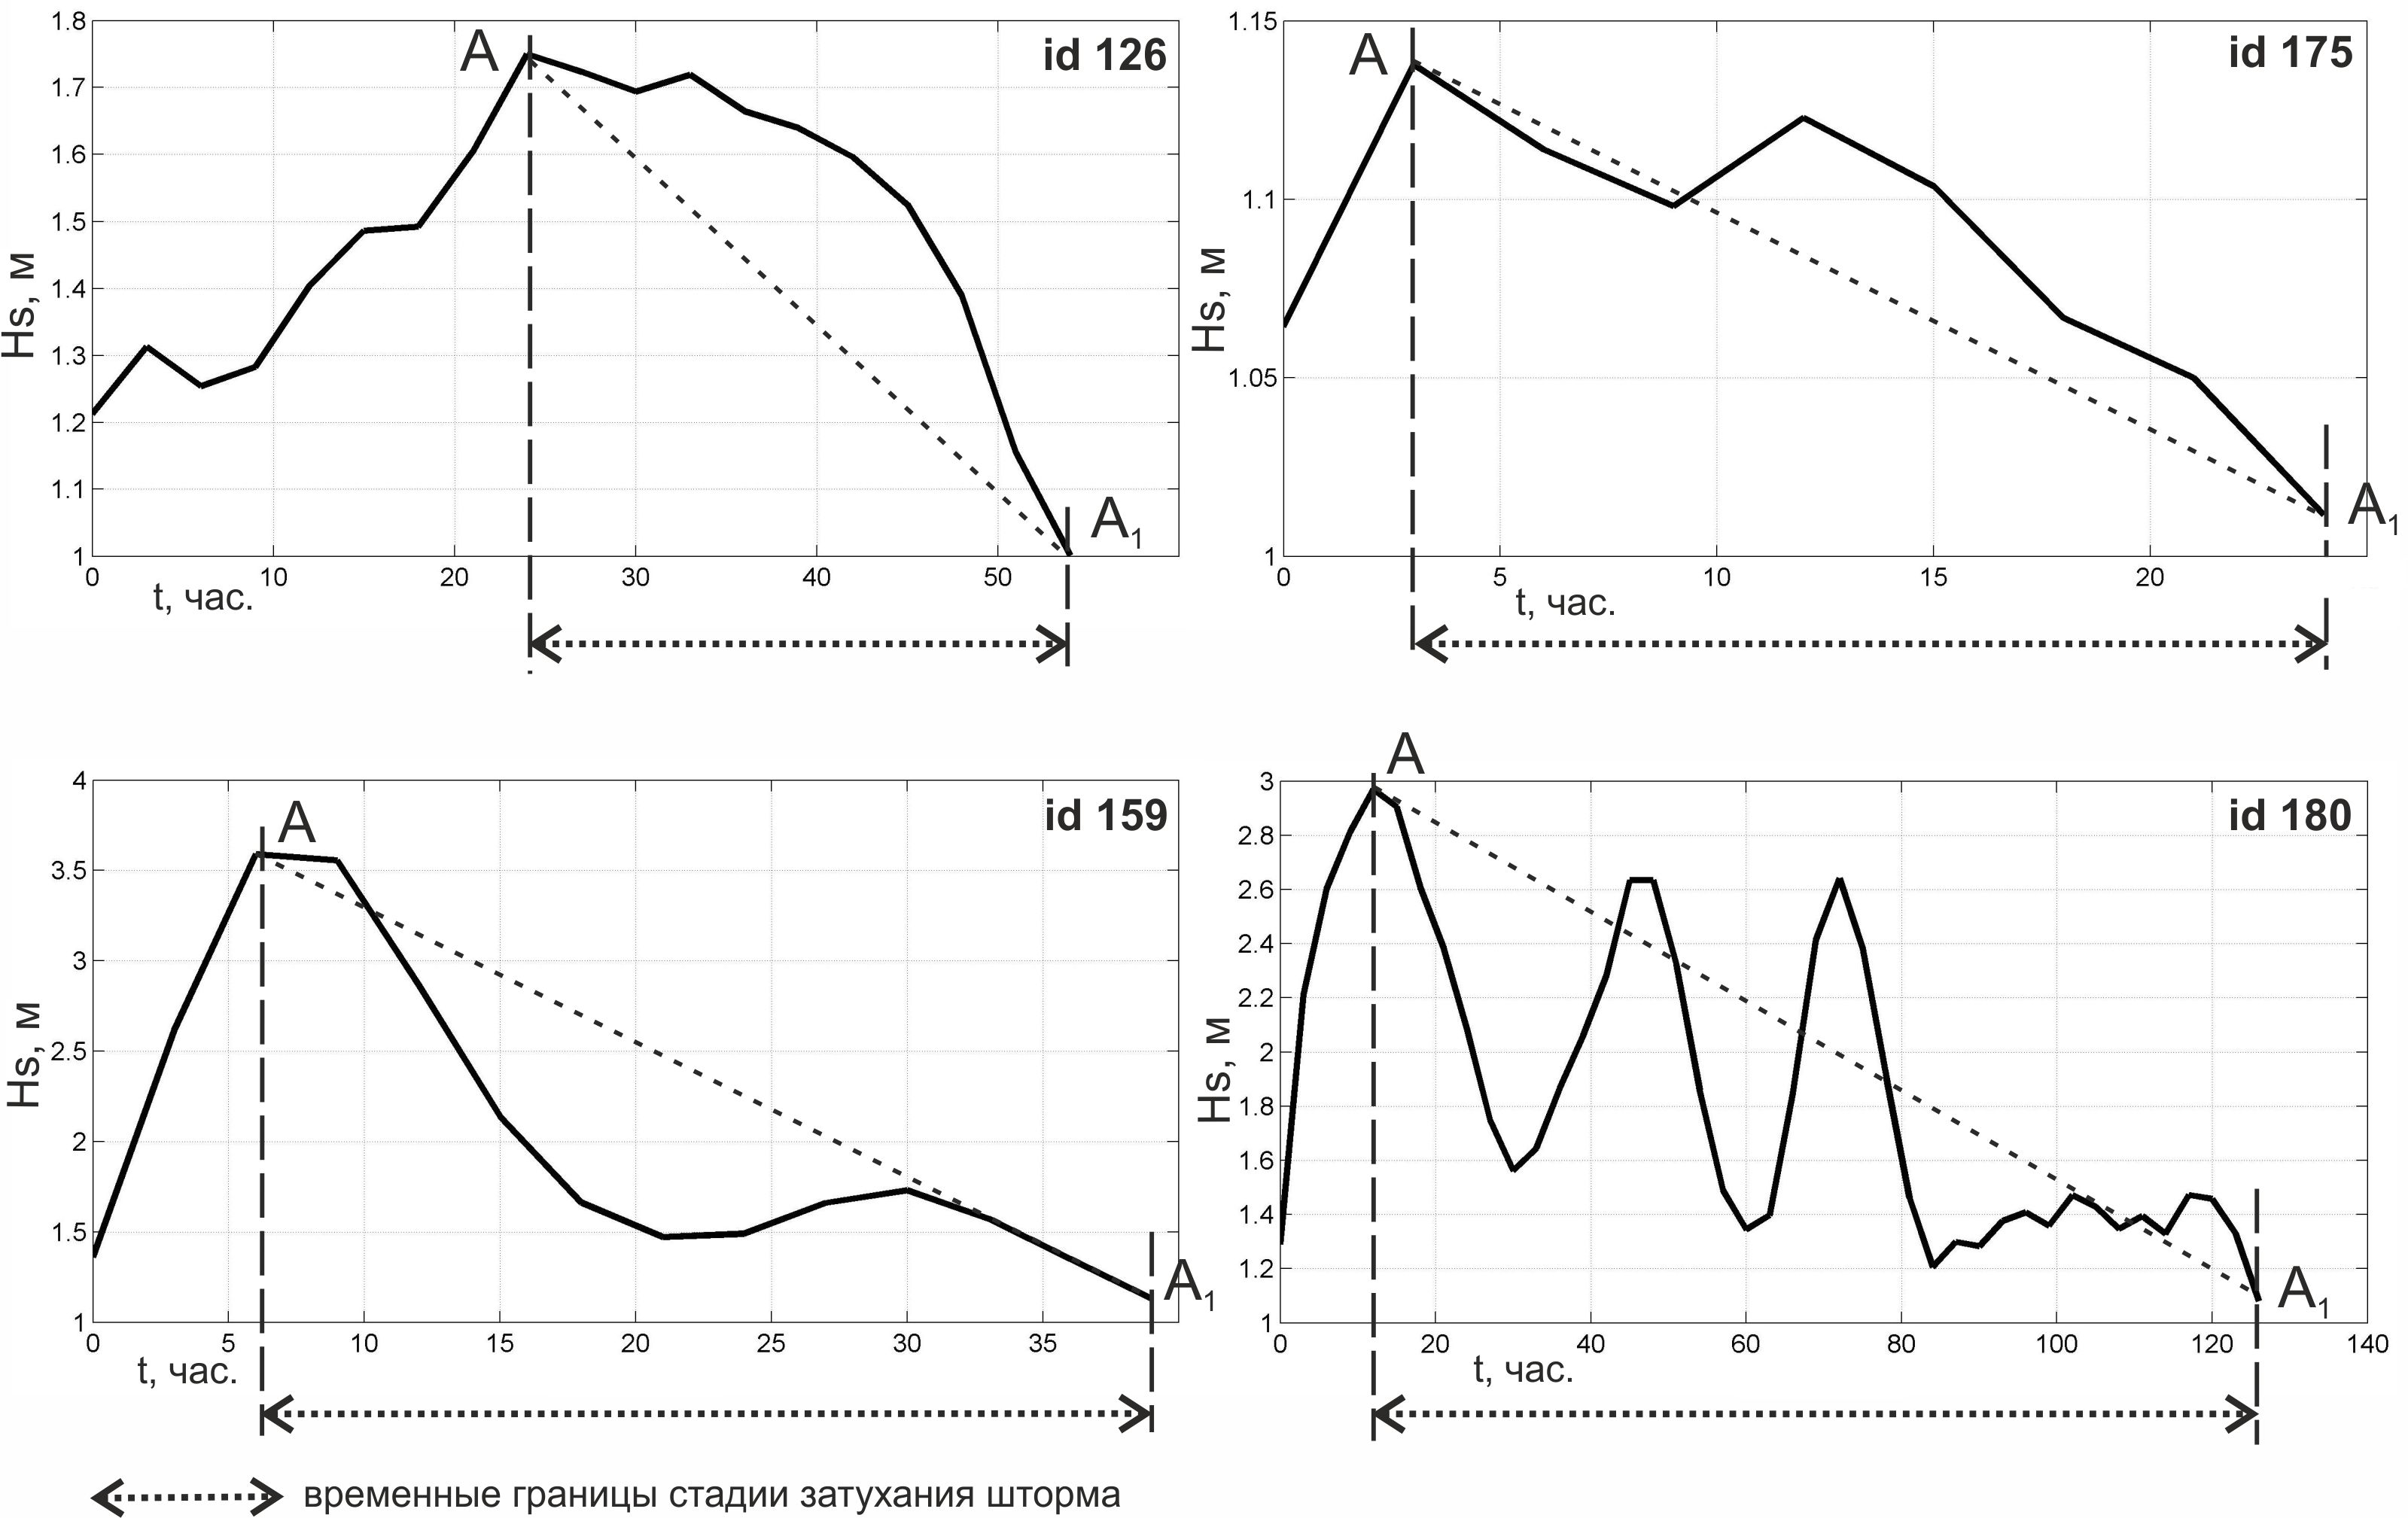 id 126
A
1.8
1.7
1.6
1.5
1.4
1.3
1.2
1.1
1
Hs, м
0 10 20 30 40 50
t, час.
A1
id 175
A
1.15
1.1
1.05
1
Hs, м
0 5 10 15 20
t, час.
A1
id 159
A
4
3.5
3
2.5
2
1.5
1
Hs, м
0 5 10 15 20 25 30 35
t, час.
A1
id 180
A
3
2.8
2.6
2.4
2.2
2
1.8
1.6
1.4
1.2
1
Hs, м
0 20 40 60 80 100 120 140
t, час.
A1
временные границы стадии затухания шторма